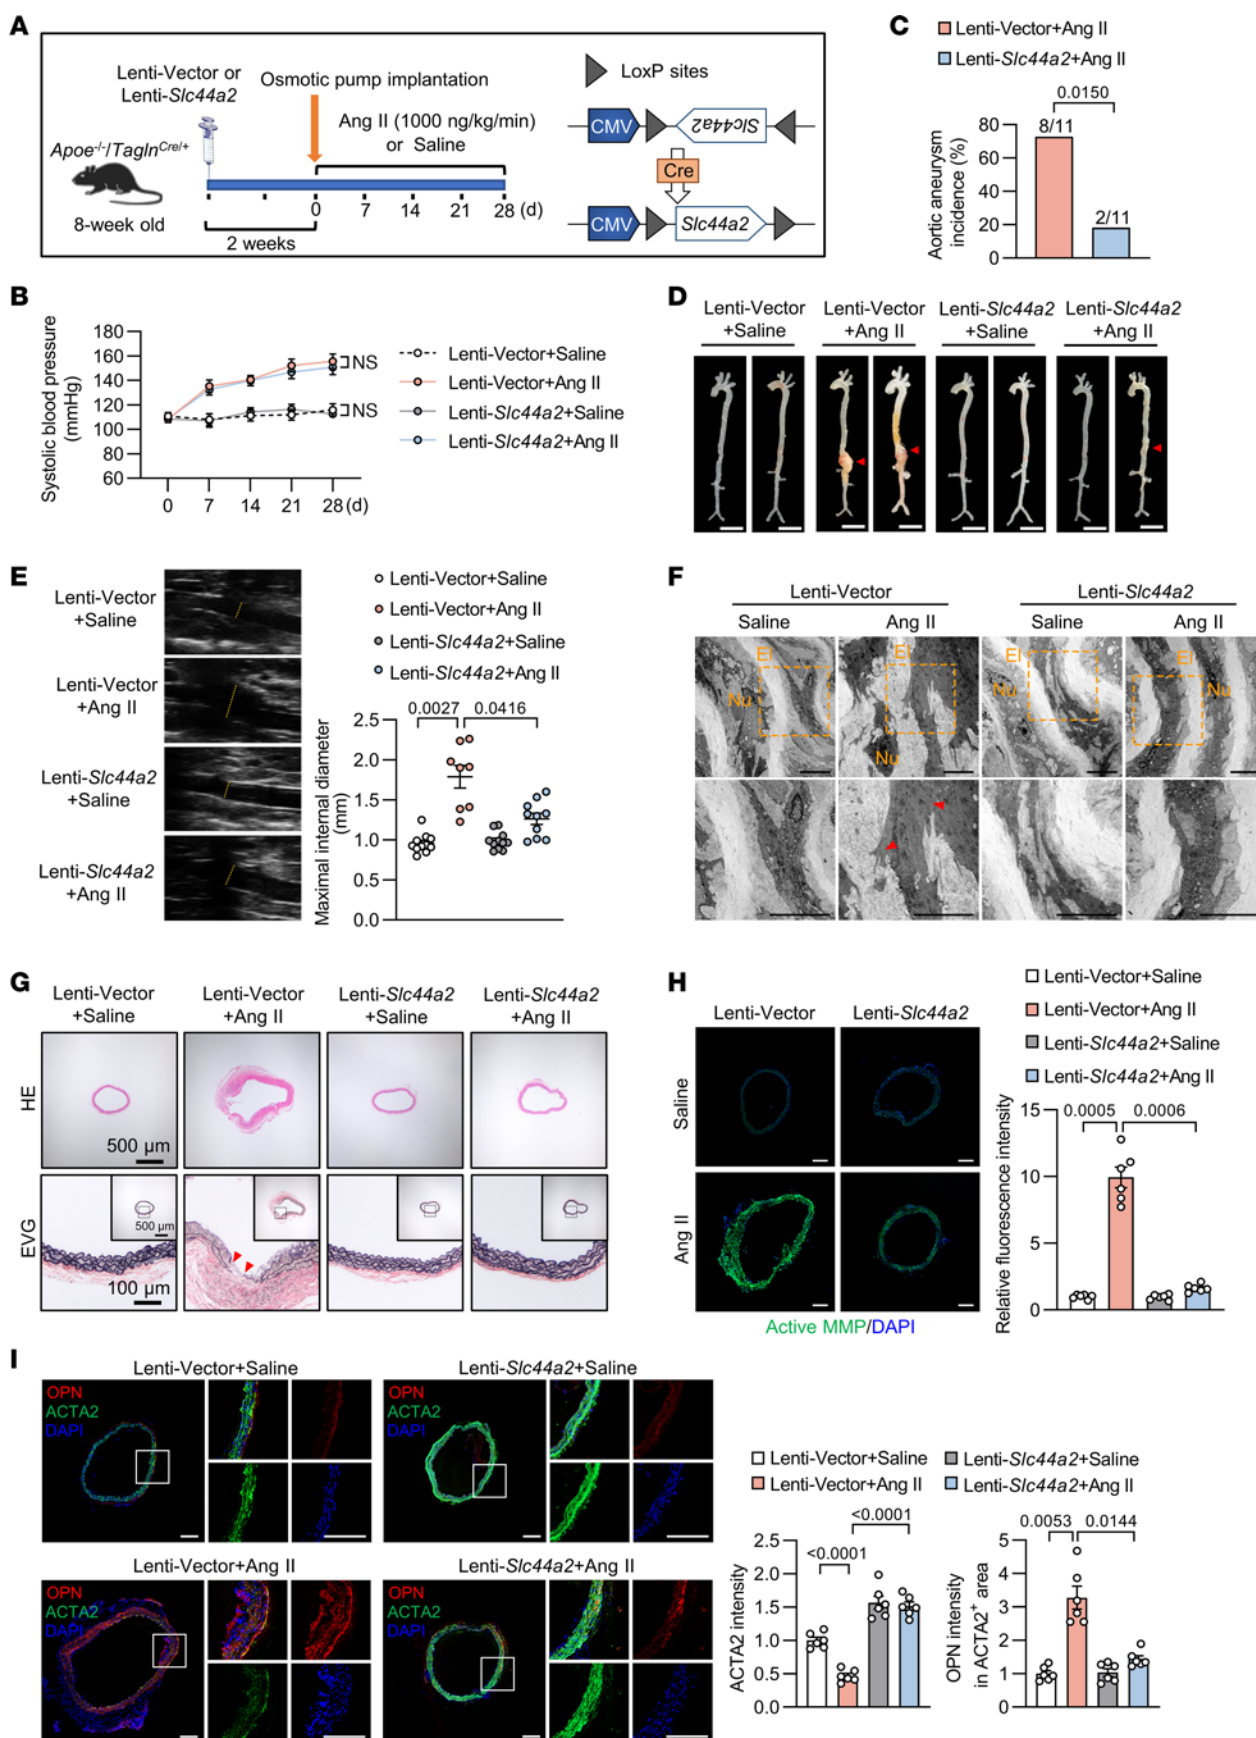 A
Lenti-Vector or
Lenti-Slc44a2
Osmotic pump implantation
Ang II (1000 ng/kg/min)
or Saline
Apoe-/-/TaglnCre/+
8-week old
0 7 14 21 28 (d)
2 weeks
LoxP sites
CMV Slc44a2
Cre
CMV Slc44a2
B
Systolic blood pressure
(mmHg)
180
160
140
120
100
80
60
0 7 14 21 28 (d)
NS
NS
Lenti-Vector+Saline
Lenti-Vector+Ang II
Lenti-Slc44a2+Saline
Lenti-Slc44a2+Ang II
C
Lenti-Vector+Ang II
Lenti-Slc44a2+Ang II
0.0150
Aortic aneurysm
incidence (%)
80
60
40
20
0
8/11
2/11
D
Lenti-Vector
+Saline
Lenti-Vector
+Ang II
Lenti-Slc44a2
+Saline
Lenti-Slc44a2
+Ang II
E
Lenti-Vector
+Saline
Lenti-Vector
+Ang II
Lenti-Slc44a2
+Saline
Lenti-Slc44a2
+Ang II
Lenti-Vector+Saline
Lenti-Vector+Ang II
Lenti-Slc44a2+Saline
Lenti-Slc44a2+Ang II
Maximal internal diameter
(mm)
2.5
2.0
1.5
1.0
0.5
0.0
0.0027 0.0416
F
Lenti-Vector Lenti-Slc44a2
Saline Ang II Saline Ang II
El
Nu
El
Nu
El
Nu
El
Nu
G
Lenti-Vector
+Saline
Lenti-Vector
+Ang II
Lenti-Slc44a2
+Saline
Lenti-Slc44a2
+Ang II
HE
500 µm
EVG
500 µm
100 µm
H
Lenti-Vector Lenti-Slc44a2
Saline
Ang II
Active MMP/DAPI
Lenti-Vector+Saline
Lenti-Vector+Ang II
Lenti-Slc44a2+Saline
Lenti-Slc44a2+Ang II
Relative fluorescence intensity
15
10
5
0
0.0005 0.0006
I
Lenti-Vector+Saline
OPN
ACTA2
DAPI
Lenti-Slc44a2+Saline
OPN
ACTA2
DAPI
Lenti-Vector+Ang II
OPN
ACTA2
DAPI
Lenti-Slc44a2+Ang II
OPN
ACTA2
DAPI
Lenti-Vector+Saline
Lenti-Vector+Ang II
Lenti-Slc44a2+Saline
Lenti-Slc44a2+Ang II
ACTA2 intensity
2.5
2.0
1.5
1.0
0.5
0.0
<0.0001
<0.0001
OPN intensity
in ACTA2+ area
5
4
3
2
1
0
0.0053 0.0144